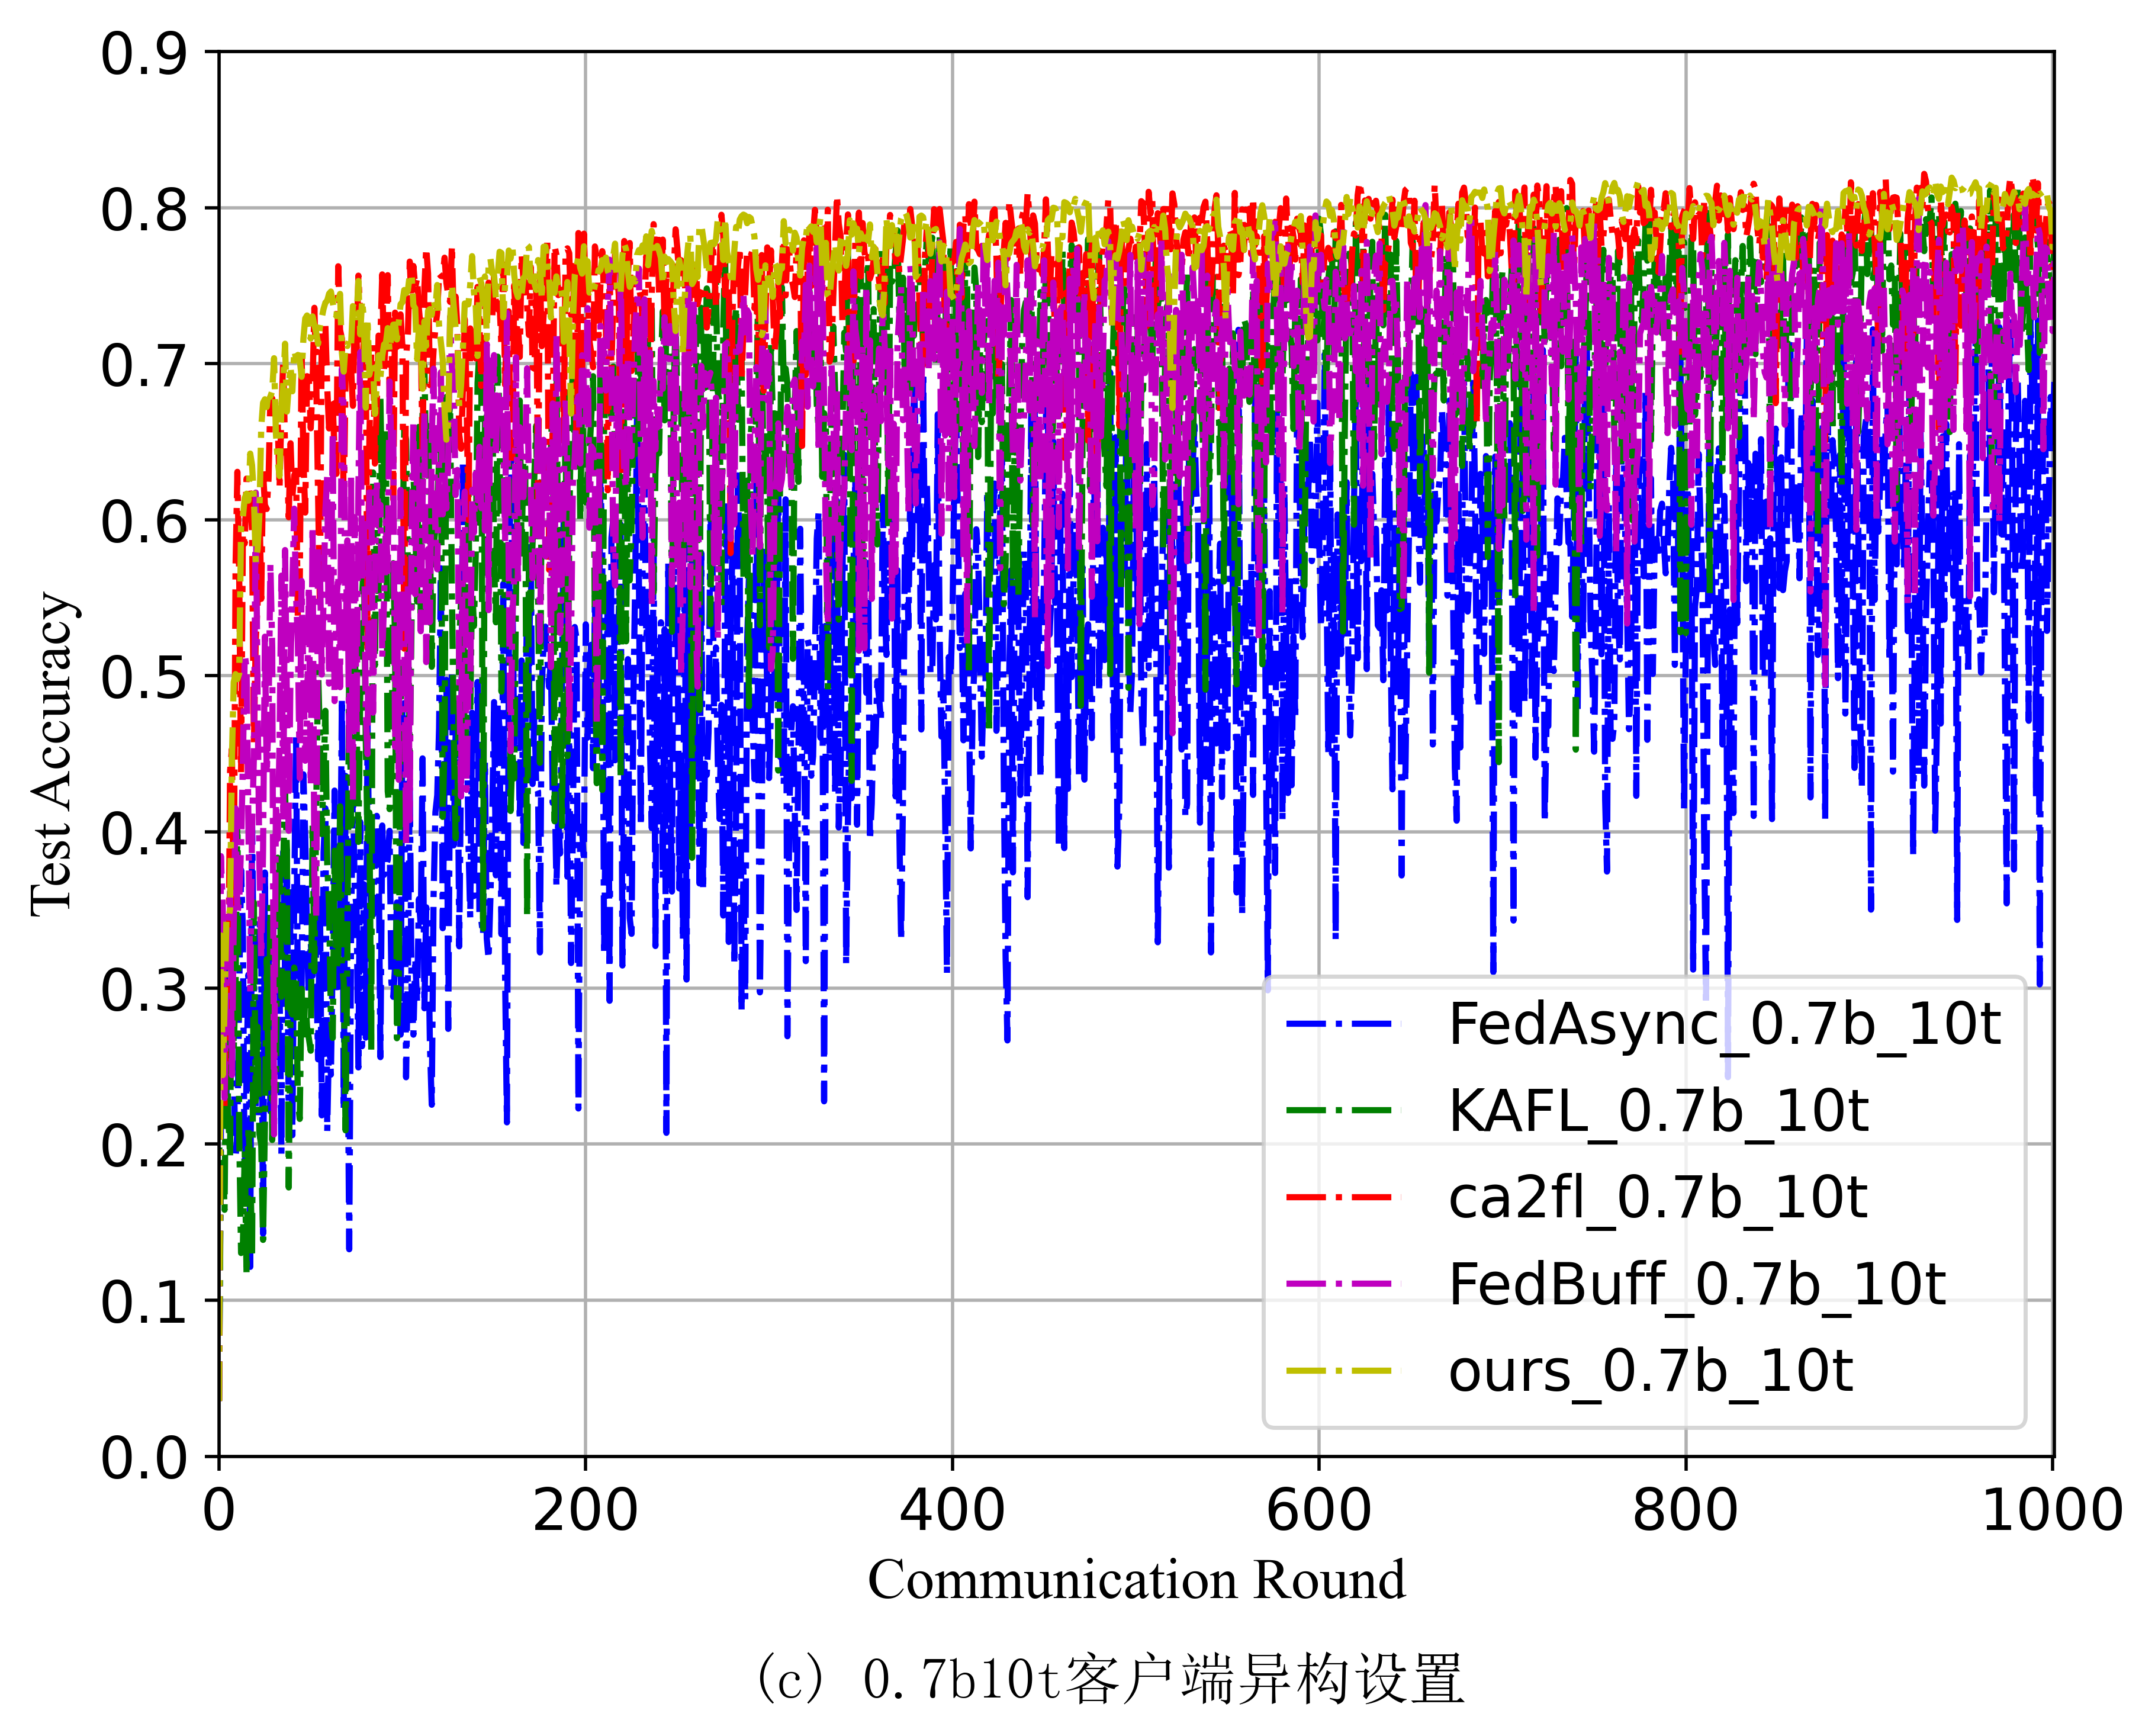 0.9
0.8
0.7
0.6
0.5
0.4
0.3
0.2
0.1
0.0
Test Accuracy
FedAsync_0.7b_10t
KAFL_0.7b_10t
ca2fl_0.7b_10t
FedBuff_0.7b_10t
ours_0.7b_10t
0 200 400 600 800 1000
Communication Round
(c) 0.7b10t客户端异构设置